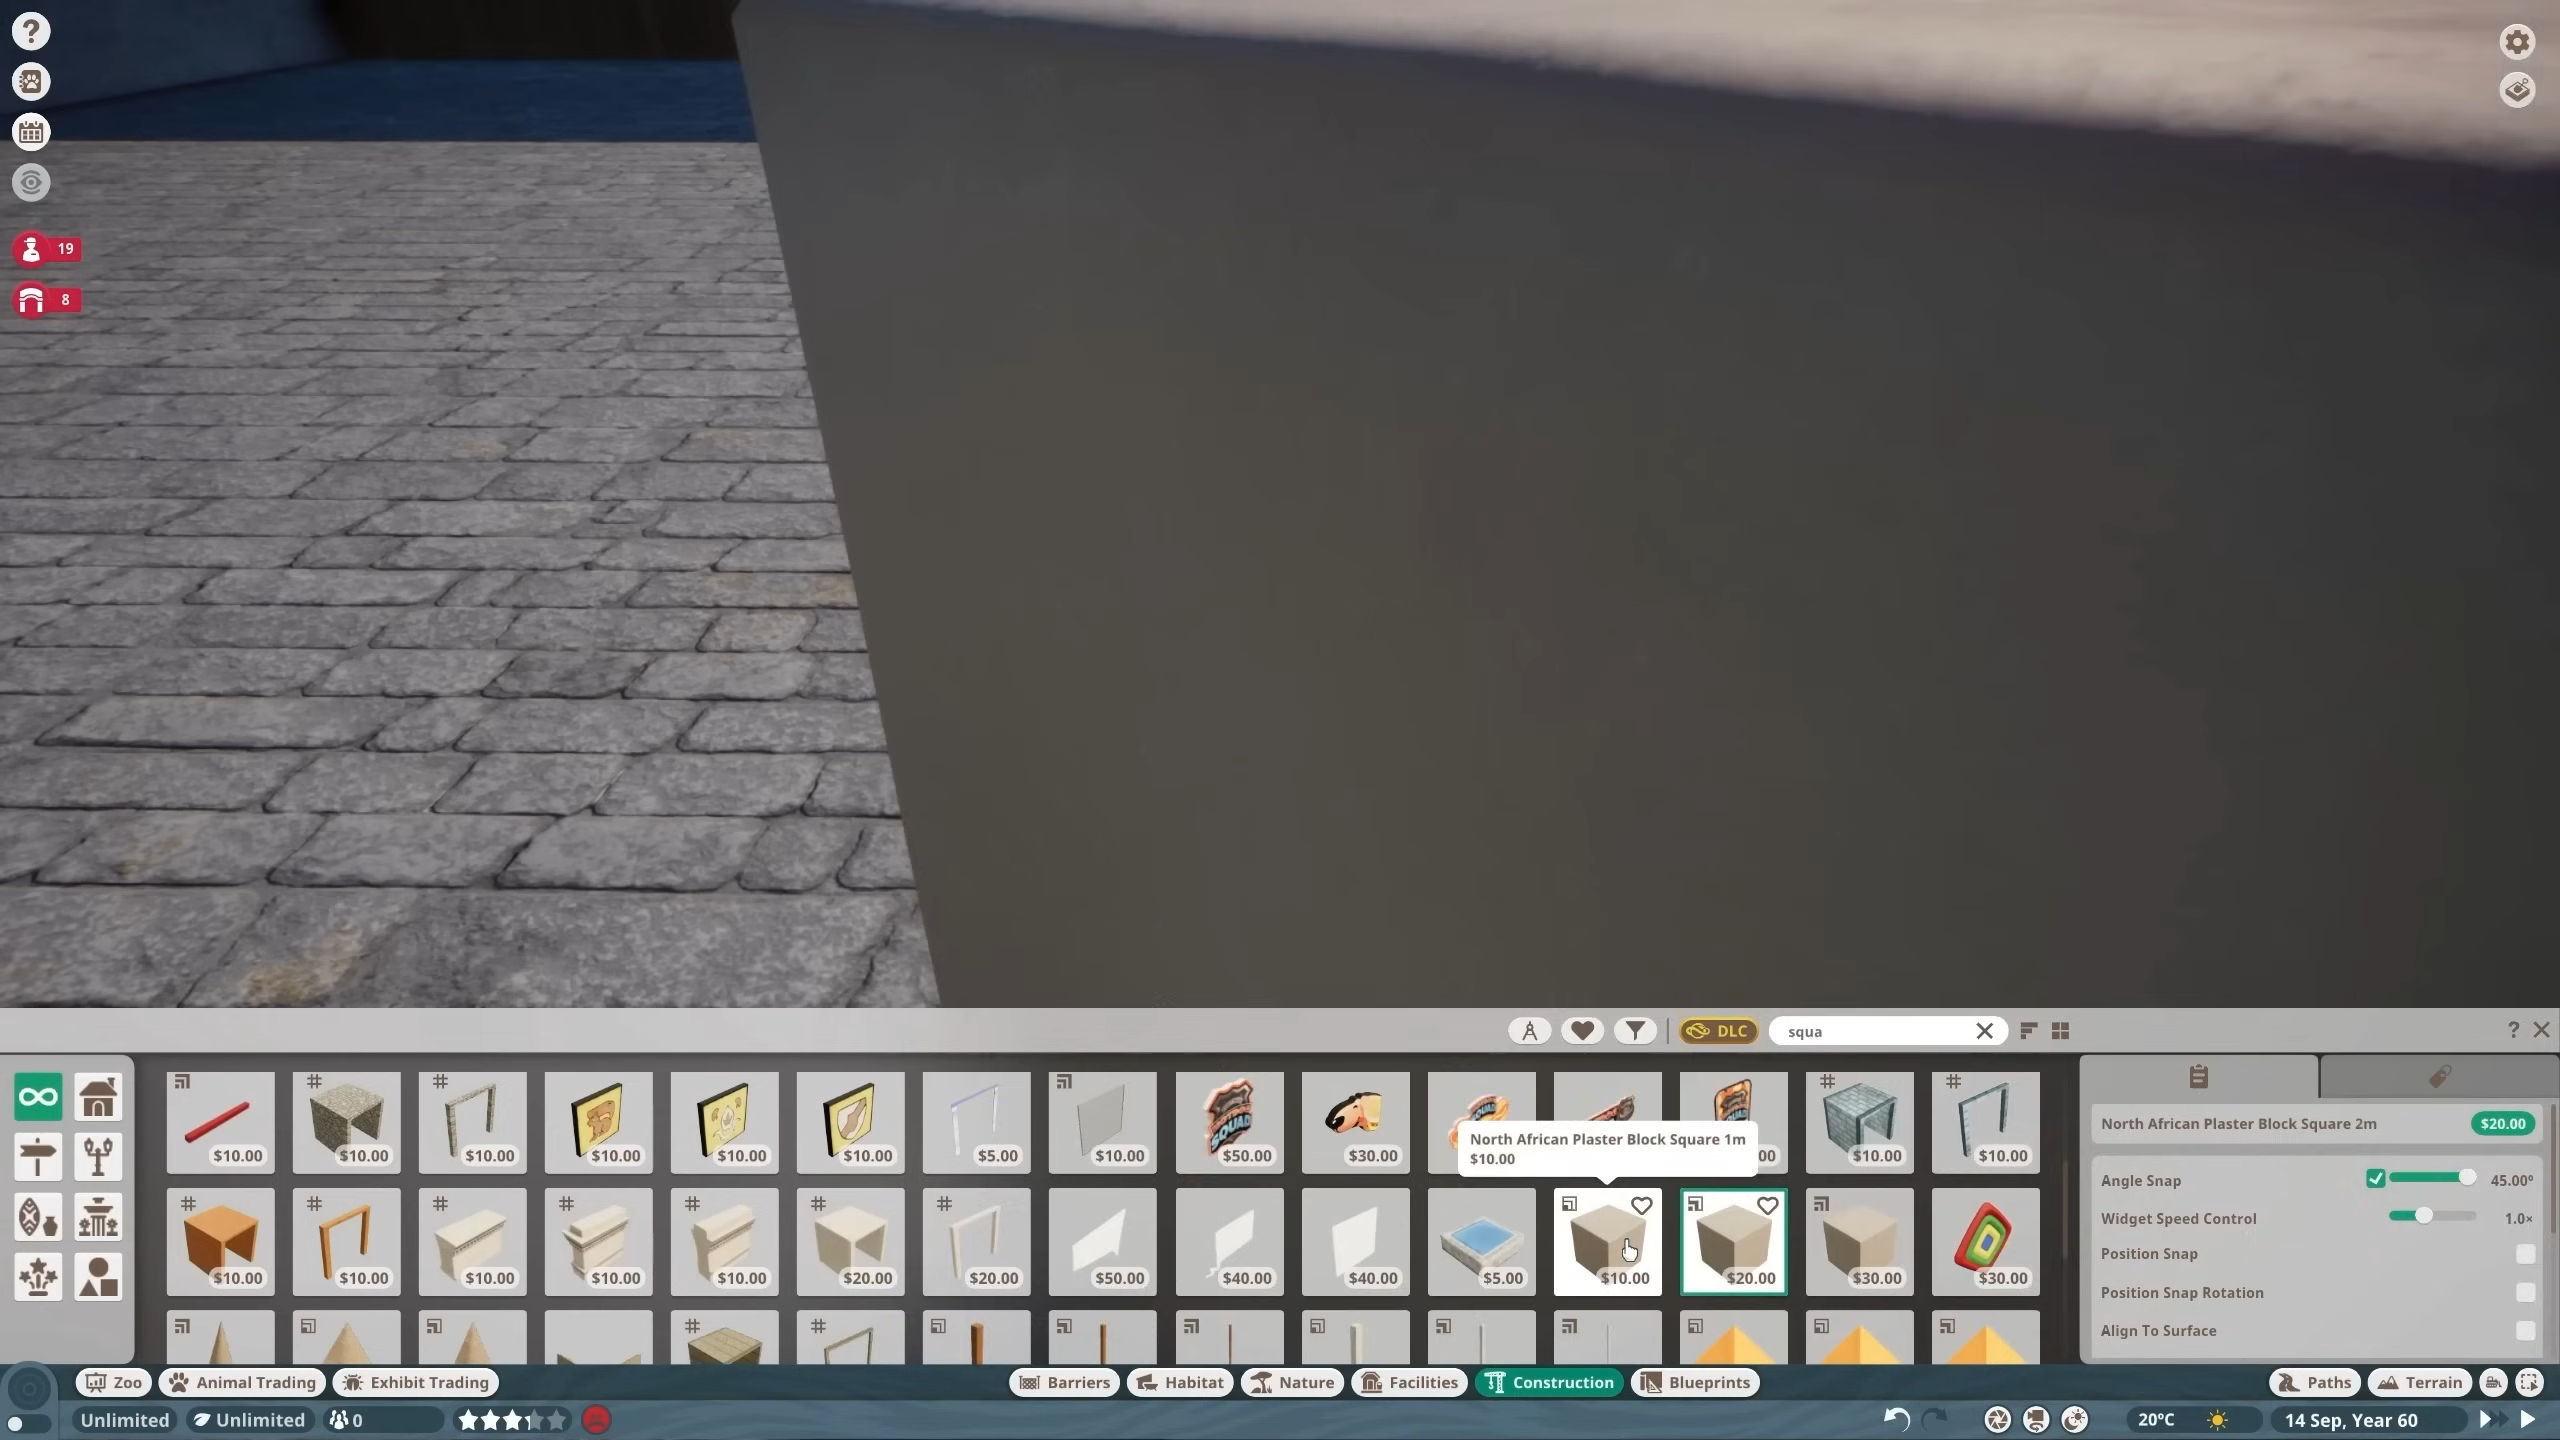 ?
19
8
DLC
squa
?
$10.00
$10.00
$10.00
$10.00
$10.00
$10.00
$5.00
$10.00
$50.00
$30.00
$10.00
$10.00
North African Plaster Block Square 1m
$10.00
$10.00
$10.00
$10.00
$10.00
$10.00
$20.00
$20.00
$50.00
$40.00
$40.00
$5.00
$10.00
$20.00
$30.00
$30.00
North African Plaster Block Square 2m
$20.00
Angle Snap
45.00°
Widget Speed Control
1.0×
Position Snap
Position Snap Rotation
Align To Surface
Zoo
Animal Trading
Exhibit Trading
Barriers
Habitat
Nature
Facilities
Construction
Blueprints
Paths
Terrain
Unlimited
Unlimited
0
20°C
14 Sep, Year 60